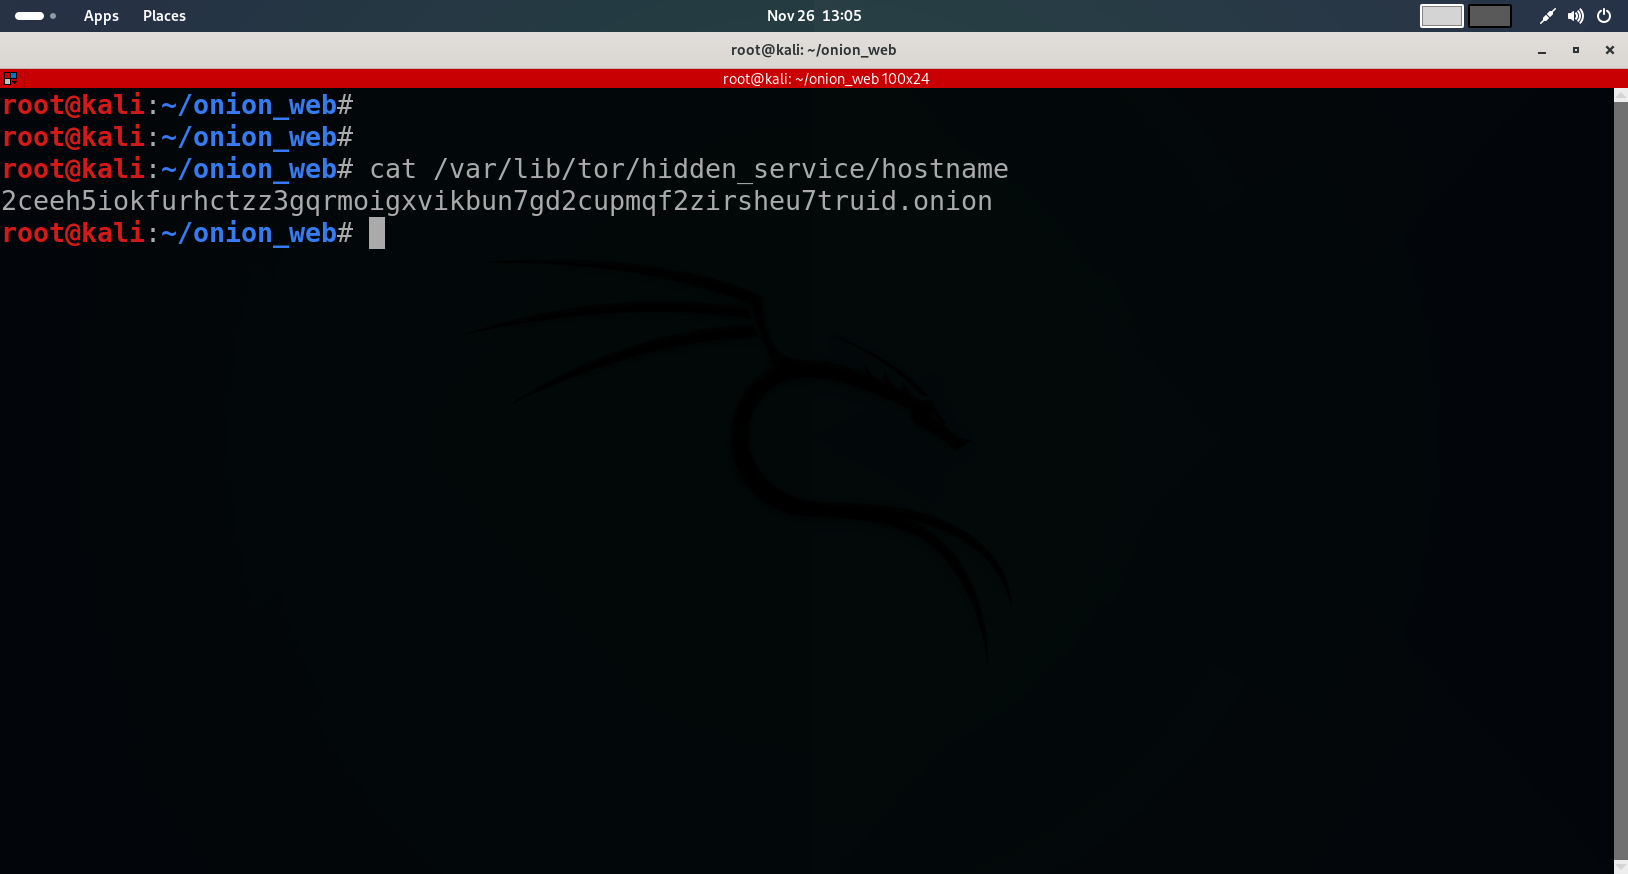 Apps Places Nov 26 13:05
root@kali: ~/onion_web
root@kali: ~/onion_web 100x24
root@kali:~/onion_web#
root@kali:~/onion_web#
root@kali:~/onion_web# cat /var/lib/tor/hidden_service/hostname
2ceeh5iokfurhctzz3gqrmoigxvikbun7gd2cupmqf2zirsheu7truid.onion
root@kali:~/onion_web#